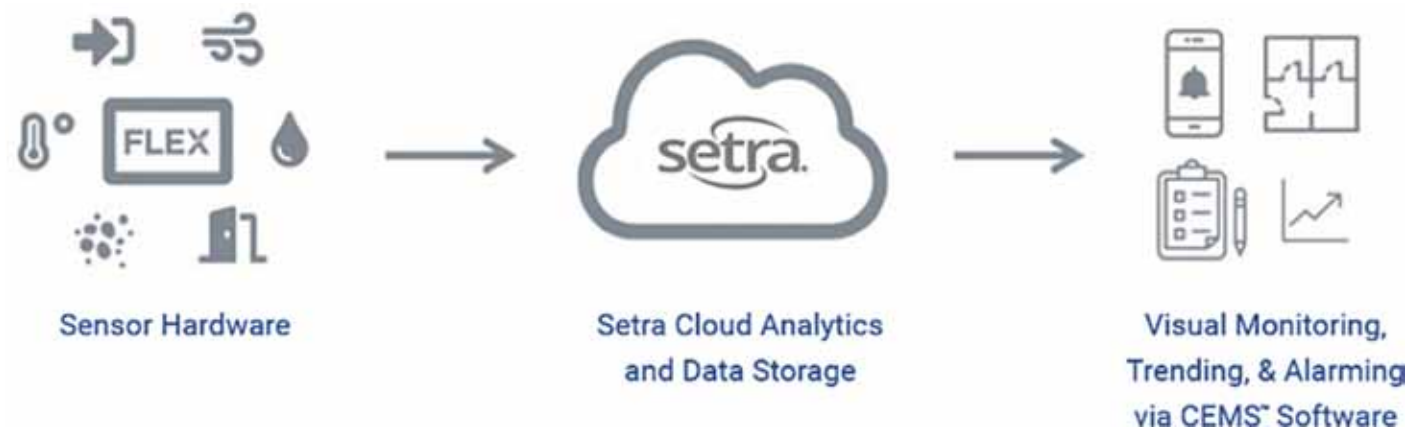 FLEX
setra.
Sensor Hardware
Setra Cloud Analytics
and Data Storage
Visual Monitoring,
Trending, & Alarming
via CEMS™ Software